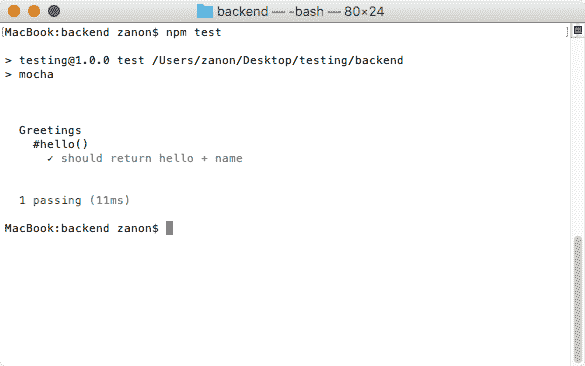 backend — -bash — 80×24
[MacBook:backend zanon$ npm test]
> testing@1.0.0 test /Users/zanon/Desktop/testing/backend
> mocha
Greetings
#hello()
✓ should return hello + name
1 passing (11ms)
MacBook:backend zanon$